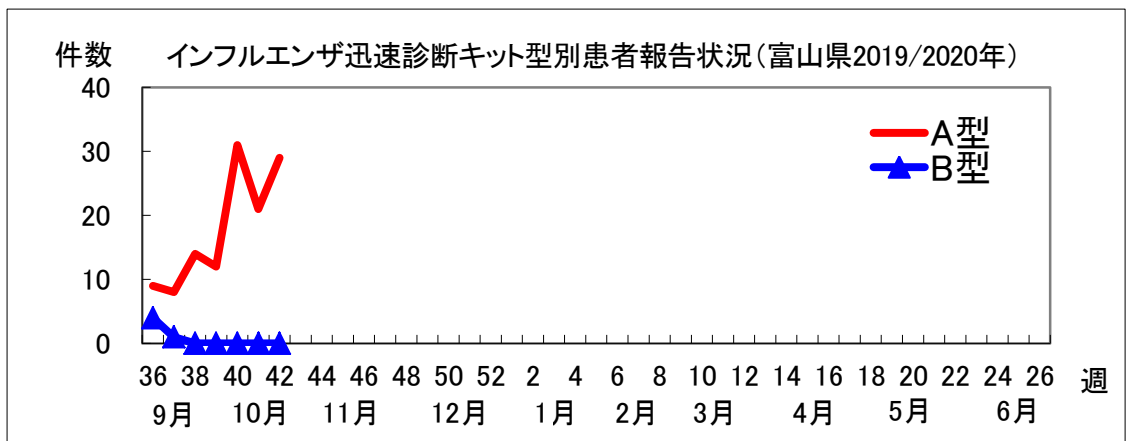 件数 インフルエンザ迅速診断キット型別患者報告状況(富山県2019/2020年)
40
30
20
10
0
A型
B型
36 38 40 42 44 46 48 50 52 2 4 6 8 10 12 14 16 18 20 22 24 26 週
9月 10月 11月 12月 1月 2月 3月 4月 5月 6月